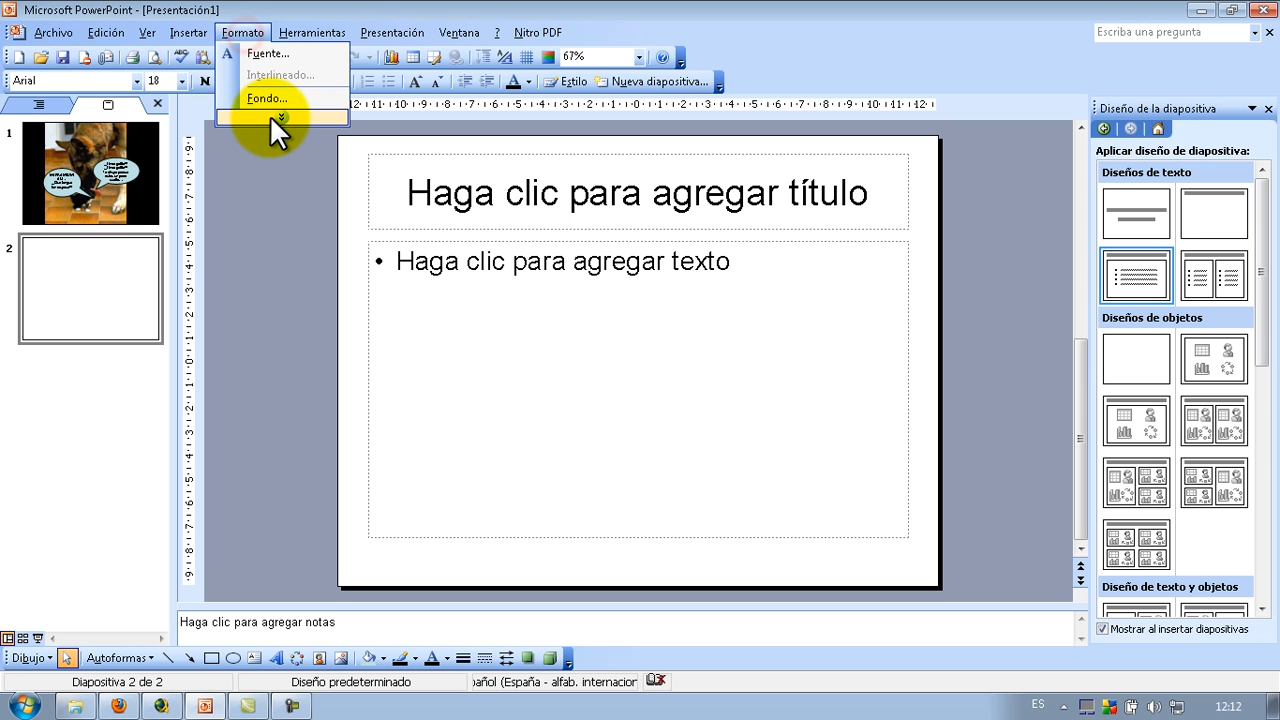 Microsoft PowerPoint - [Presentación1]
Archivo Edición Ver Insertar Formato Herramientas Presentación Ventana ? Nitro PDF Escriba una pregunta
67%
Arial 18 N Estilo Nueva diapositiva...
Fuente...
Interlineado...
Fondo...
Diseño de la diapositiva
Aplicar diseño de diapositiva:
Diseños de texto
Diseños de objetos
Diseño de texto y objetos
Mostrar al insertar diapositivas
1
2
Haga clic para agregar título
• Haga clic para agregar texto
Haga clic para agregar notas
Dibujo Autoformas
Diapositiva 2 de 2 Diseño predeterminado añol (España - alfab. internacion
ES 12:12